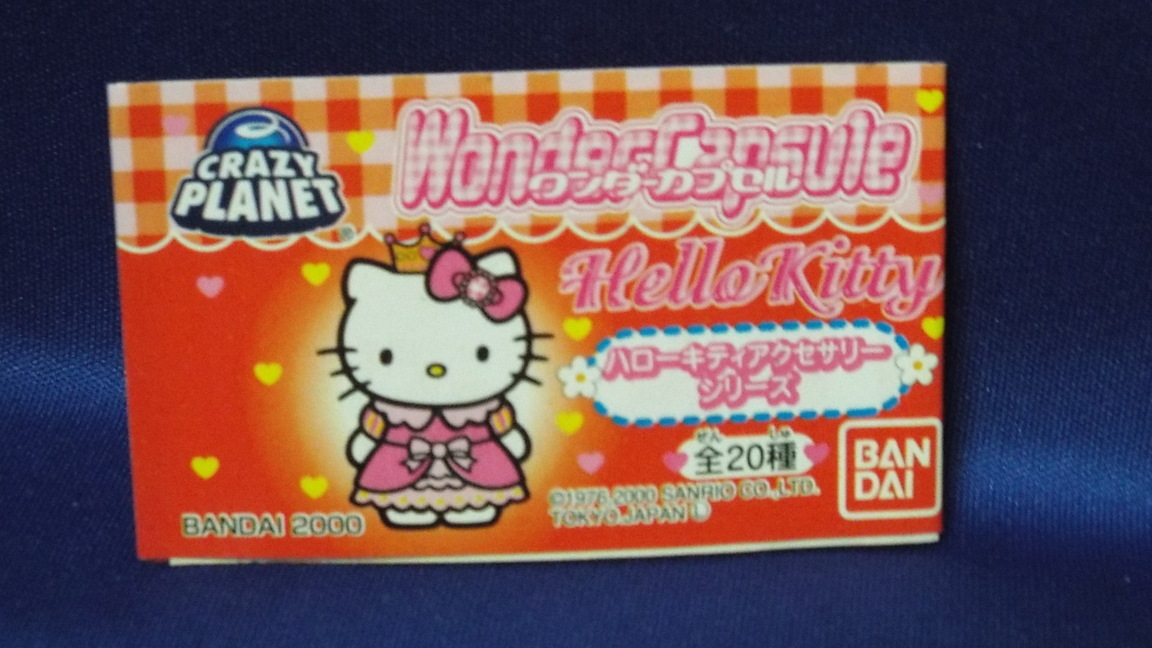 CRAZY
PLANET
®
WonderCapsule
ワンダーカプセル
Hello Kitty
ハローキティアクセサリー
シリーズ
ぜん しゅ
全20種
BANDAI 2000
©1976,2000 SANRIO CO.,LTD.
TOKYO,JAPAN Ⓛ
BAN
DAI